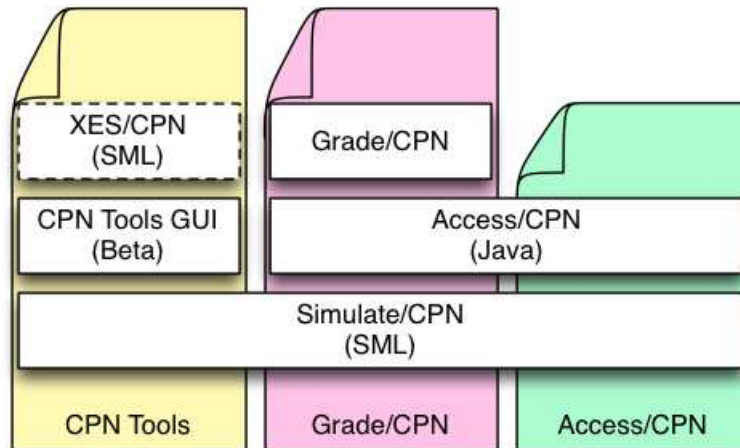 XES/CPN
(SML)
Grade/CPN
CPN Tools GUI
(Beta)
Access/CPN
(Java)
Simulate/CPN
(SML)
CPN Tools
Grade/CPN
Access/CPN